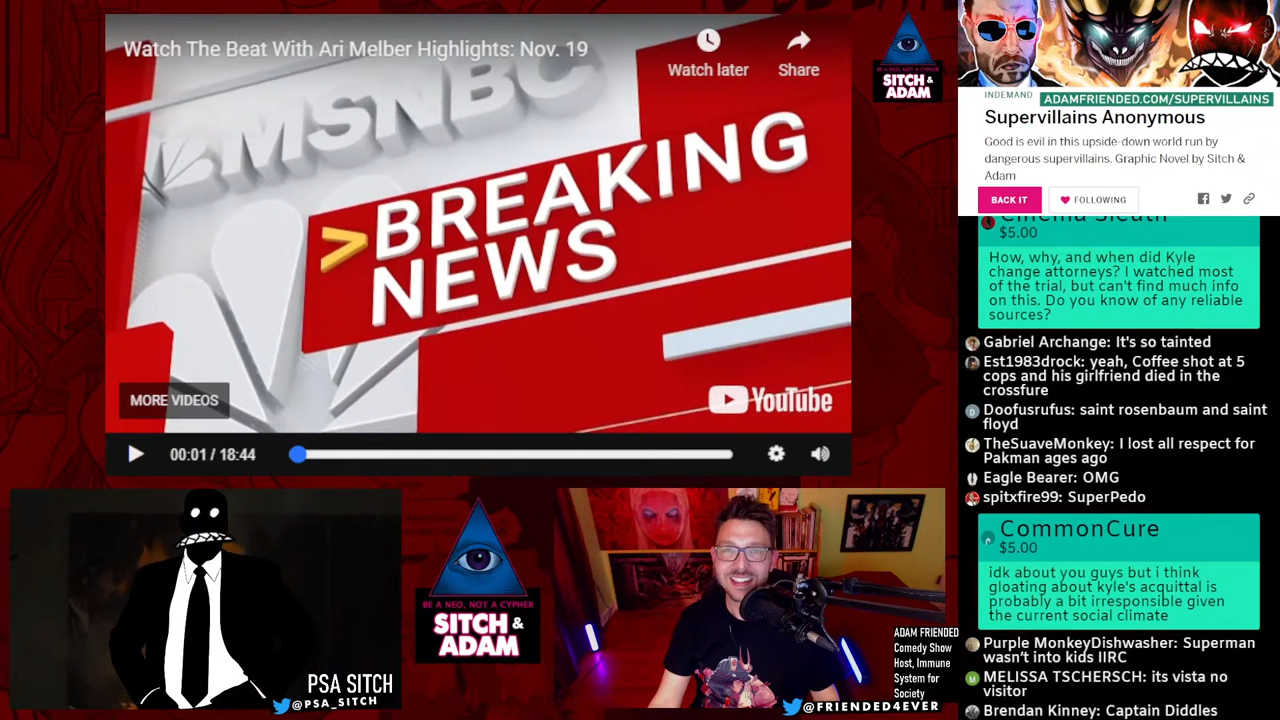 Watch The Beat With Ari Melber Highlights: Nov. 19
Watch later
Share
MSNBC
>BREAKING
NEWS
MORE VIDEOS
YouTube
00:01 / 18:44
BE A NEO, NOT A CYPHER
SITCH &
ADAM
INDEMAND
ADAMFRIENDED.COM/SUPERVILLAINS
Supervillains Anonymous
Good is evil in this upside-down world run by
dangerous supervillains. Graphic Novel by Sitch &
Adam
BACK IT
FOLLOWING
Cinema Sleuth
$5.00
How, why, and when did Kyle
change attorneys? I watched most
of the trial, but can't find much info
on this. Do you know of any reliable
sources?
Gabriel Archange: It's so tainted
Est1983drock: yeah, Coffee shot at 5
cops and his girlfriend died in the
crossfure
Doofusrufus: saint rosenbaum and saint
floyd
TheSuaveMonkey: I lost all respect for
Pakman ages ago
Eagle Bearer: OMG
spitxfire99: SuperPedo
CommonCure
$5.00
idk about you guys but i think
gloating about kyle's acquittal is
probably a bit irresponsible given
the current social climate
Purple MonkeyDishwasher: Superman
wasn't into kids IIRC
MELISSA TSCHERSCH: its vista no
visitor
Brendan Kinney: Captain Diddles
PSA SITCH
@PSA_SITCH
BE A NEO, NOT A CYPHER
SITCH &
ADAM
ADAM FRIENDED
Comedy Show
Host, Immune
System for
Society
@FRIENDED4EVER